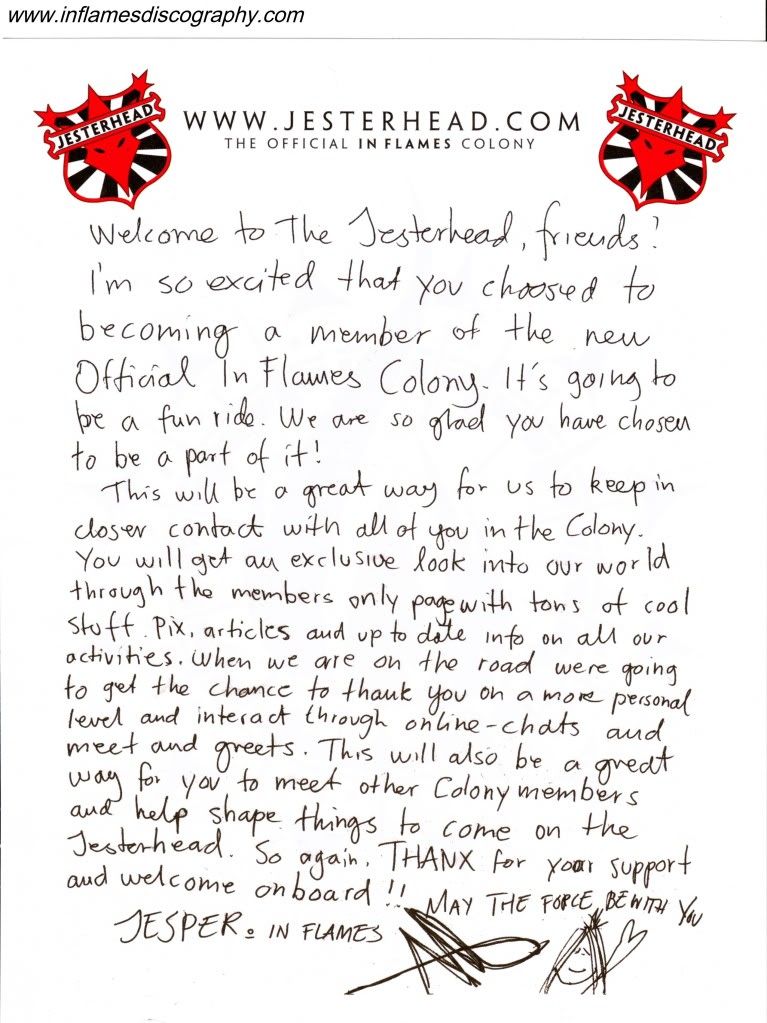 www.inflamesdiscography.com
JESTERHEAD
WWW.JESTERHEAD.COM
JESTERHEAD
THE OFFICIAL IN FLAMES COLONY
Welcome to The Jesterhead, friends!
I'm so excited that you choosed to
becoming a member of the new
Official In Flames Colony. It's going to
be a fun ride. We are so glad you have chosen
to be a part of it!
This will be a great way for us to keep in
closer contact with all of you in the Colony.
You will get an exclusive look into our world
through the members only page with tons of cool
stuff. Pix, articles and up to date info on all our
activities. When we are on the road were going
to get the chance to thank you on a more personal
level and interact through online-chats and
meet and greets. This will also be a great
way for you to meet other Colony members
and help shape things to come on the
Jesterhead. So again, THANX for your support
and welcome onboard!!
MAY THE FORCE BE WITH YOU
JESPER: IN FLAMES